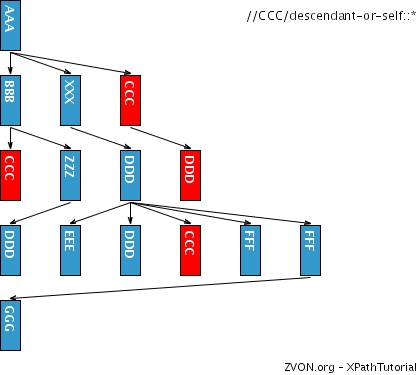 AAA
//CCC/descendant-or-self::*
BBB
XXX
CCC
CCC
ZZZ
DDD
DDD
DDD
EEE
DDD
CCC
FFF
FFF
GGG
ZVON.org - XPathTutorial